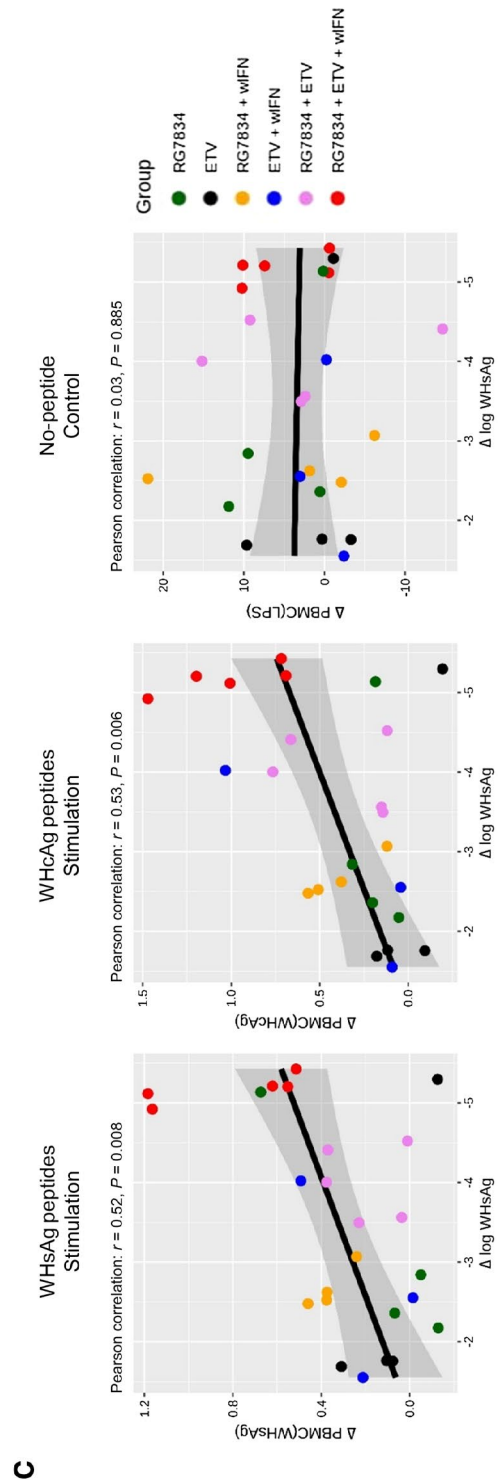 C
WHsAg peptides
Stimulation
Pearson correlation: r = 0.52, P = 0.008
Δ PBMC(WHsAg)
1.2
0.8
0.4
0.0
-2
-3
-4
-5
Δ log WHsAg
WHcAg peptides
Stimulation
Pearson correlation: r = 0.53, P = 0.006
Δ PBMC(WHcAg)
1.5
1.0
0.5
0.0
-2
-3
-4
-5
Δ log WHsAg
No-peptide
Control
Pearson correlation: r = 0.03, P = 0.885
Δ PBMC(LPS)
20
10
0
-10
-2
-3
-4
-5
Δ log WHsAg
Group
RG7834
ETV
RG7834 + wIFN
ETV + wIFN
RG7834 + ETV
RG7834 + ETV + wIFN